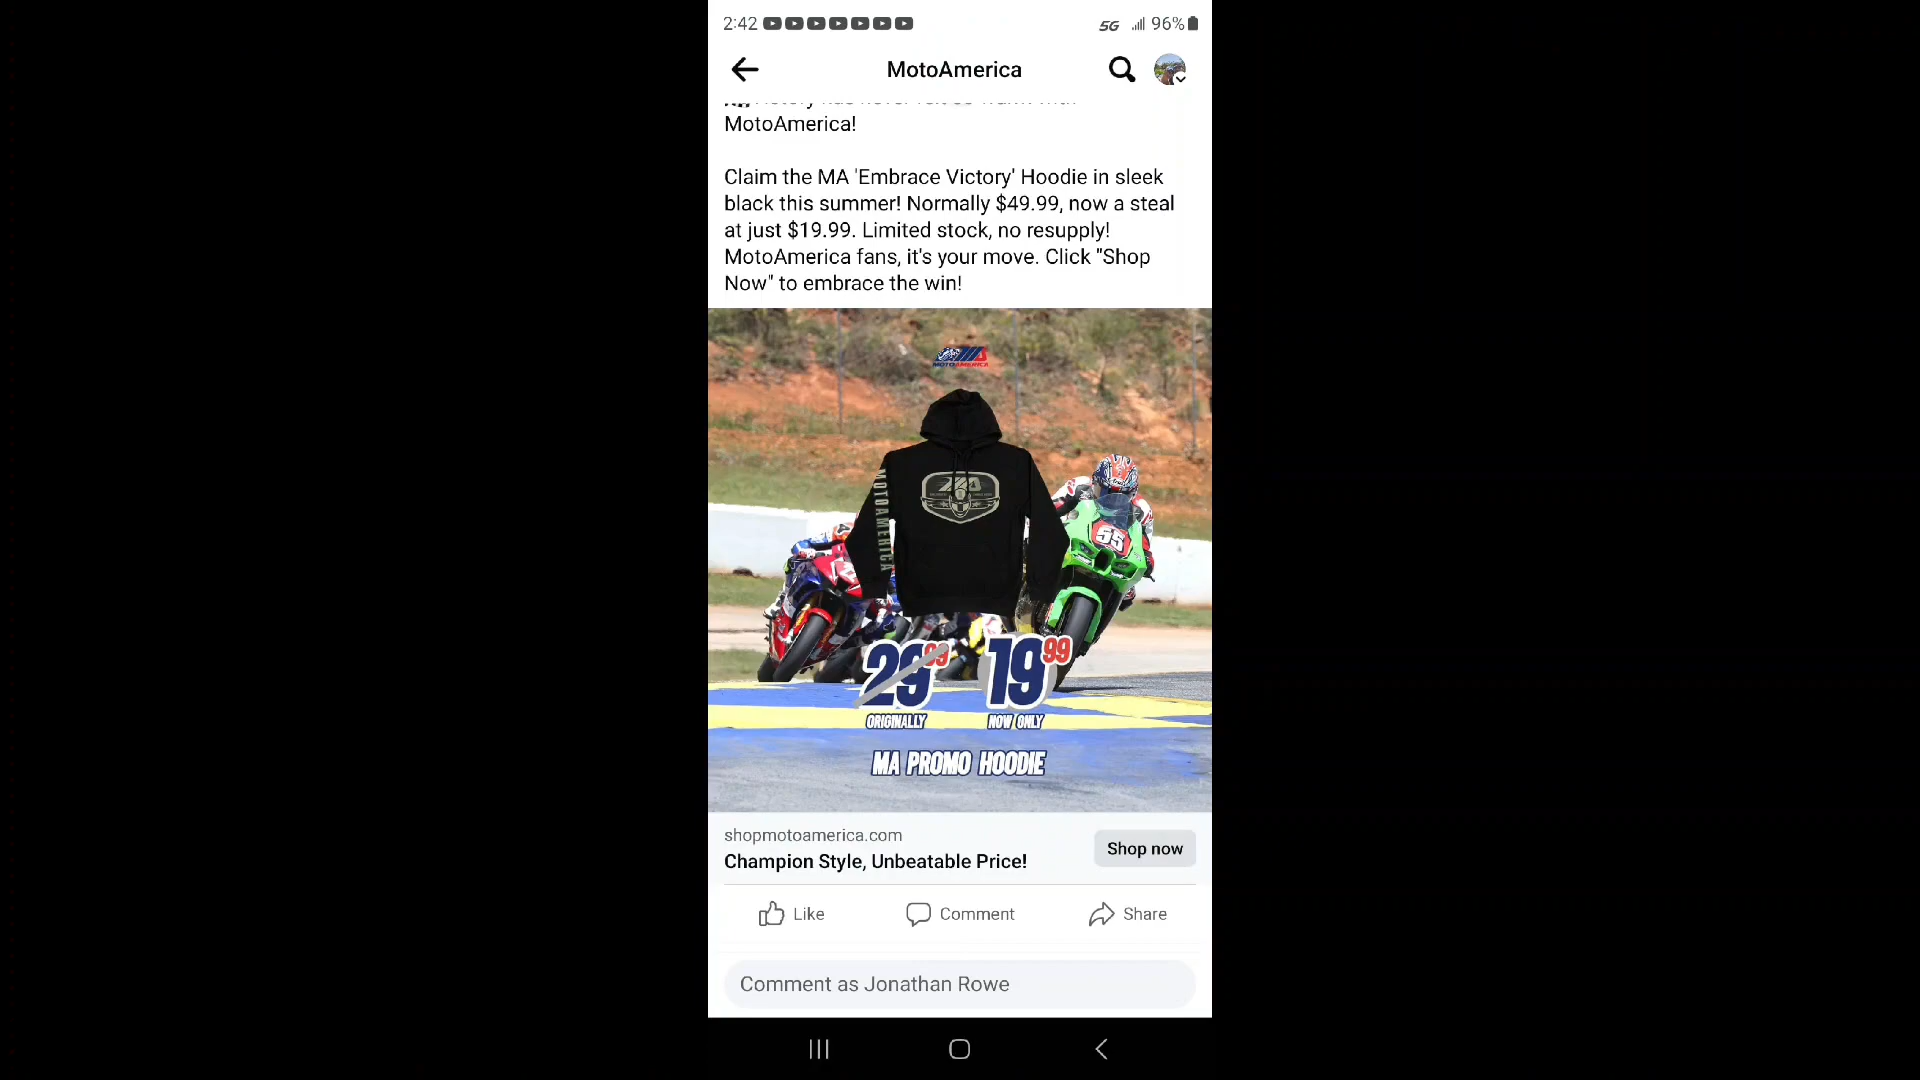 2:42 5G 96%
MotoAmerica
MotoAmerica!
Claim the MA 'Embrace Victory' Hoodie in sleek
black this summer! Normally $49.99, now a steal
at just $19.99. Limited stock, no resupply!
MotoAmerica fans, it's your move. Click "Shop
Now" to embrace the win!
MOTOAMERICA
MA
MOTOAMERICA
55
29 99
ORIGINALLY
19 99
NOW ONLY
MA PROMO HOODIE
shopmotoamerica.com
Champion Style, Unbeatable Price!
Shop now
Like
Comment
Share
Comment as Jonathan Rowe